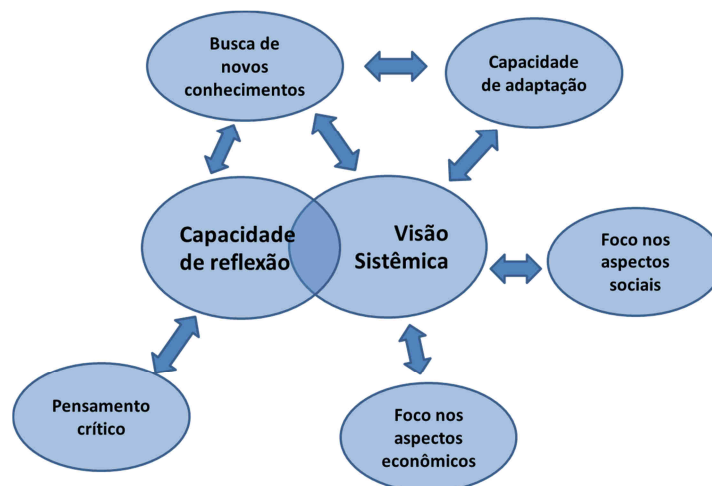 Busca de
novos
conhecimentos
Capacidade
de adaptação
Capacidade
de reflexão
Visão
Sistêmica
Foco nos
aspectos
sociais
Pensamento
crítico
Foco nos
aspectos
econômicos